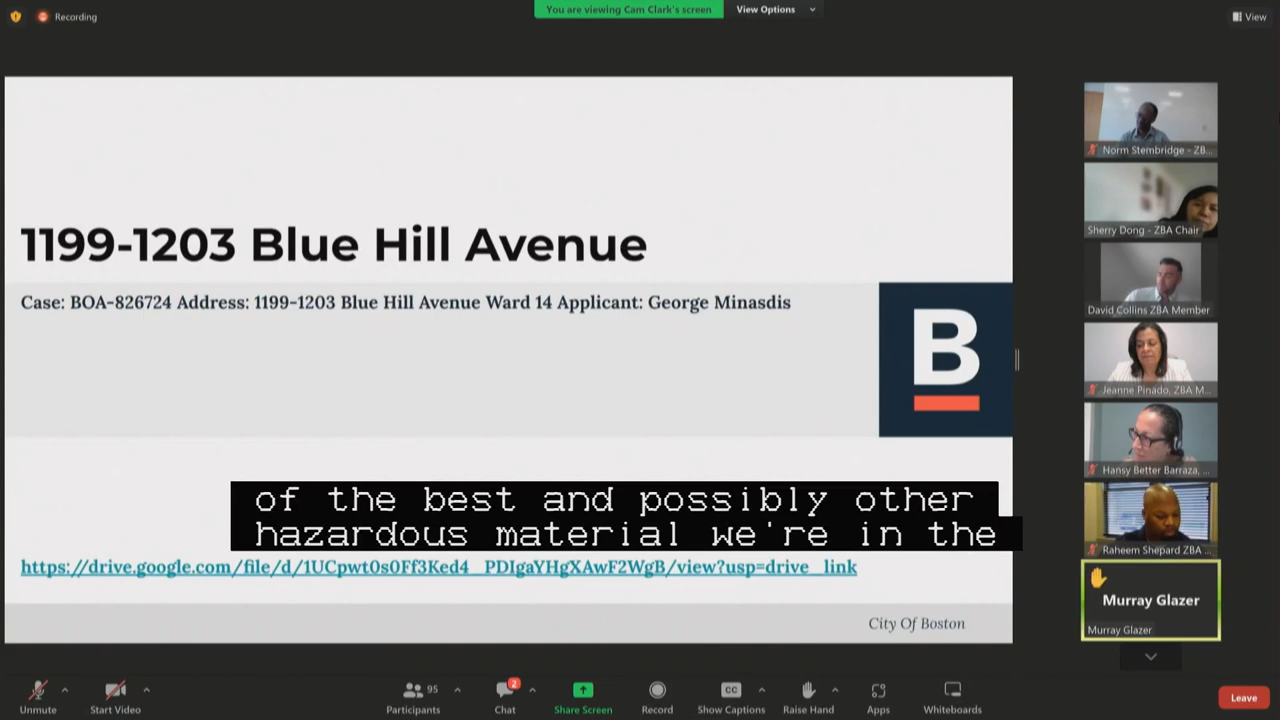 Recording
You are viewing Cam Clark's screen
View Options
View
1199-1203 Blue Hill Avenue
Case: BOA-826724 Address: 1199-1203 Blue Hill Avenue Ward 14 Applicant: George Minasdis
B
of the best and possibly other
hazardous material we're in the
https://drive.google.com/file/d/1UCpwt0s0Ff3Ked4_PDIgaYHgXAwF2WgB/view?usp=drive_link
City Of Boston
Norm Stembridge - ZB...
Sherry Dong - ZBA Chair
David Collins ZBA Member
Jeanne Pinado, ZBA M...
Hansy Better Barraza, ...
Raheem Shepard ZBA ...
Murray Glazer
Murray Glazer
Unmute
Start Video
95
Participants
2
Chat
Share Screen
Record
CC
Show Captions
Raise Hand
Apps
Whiteboards
Leave